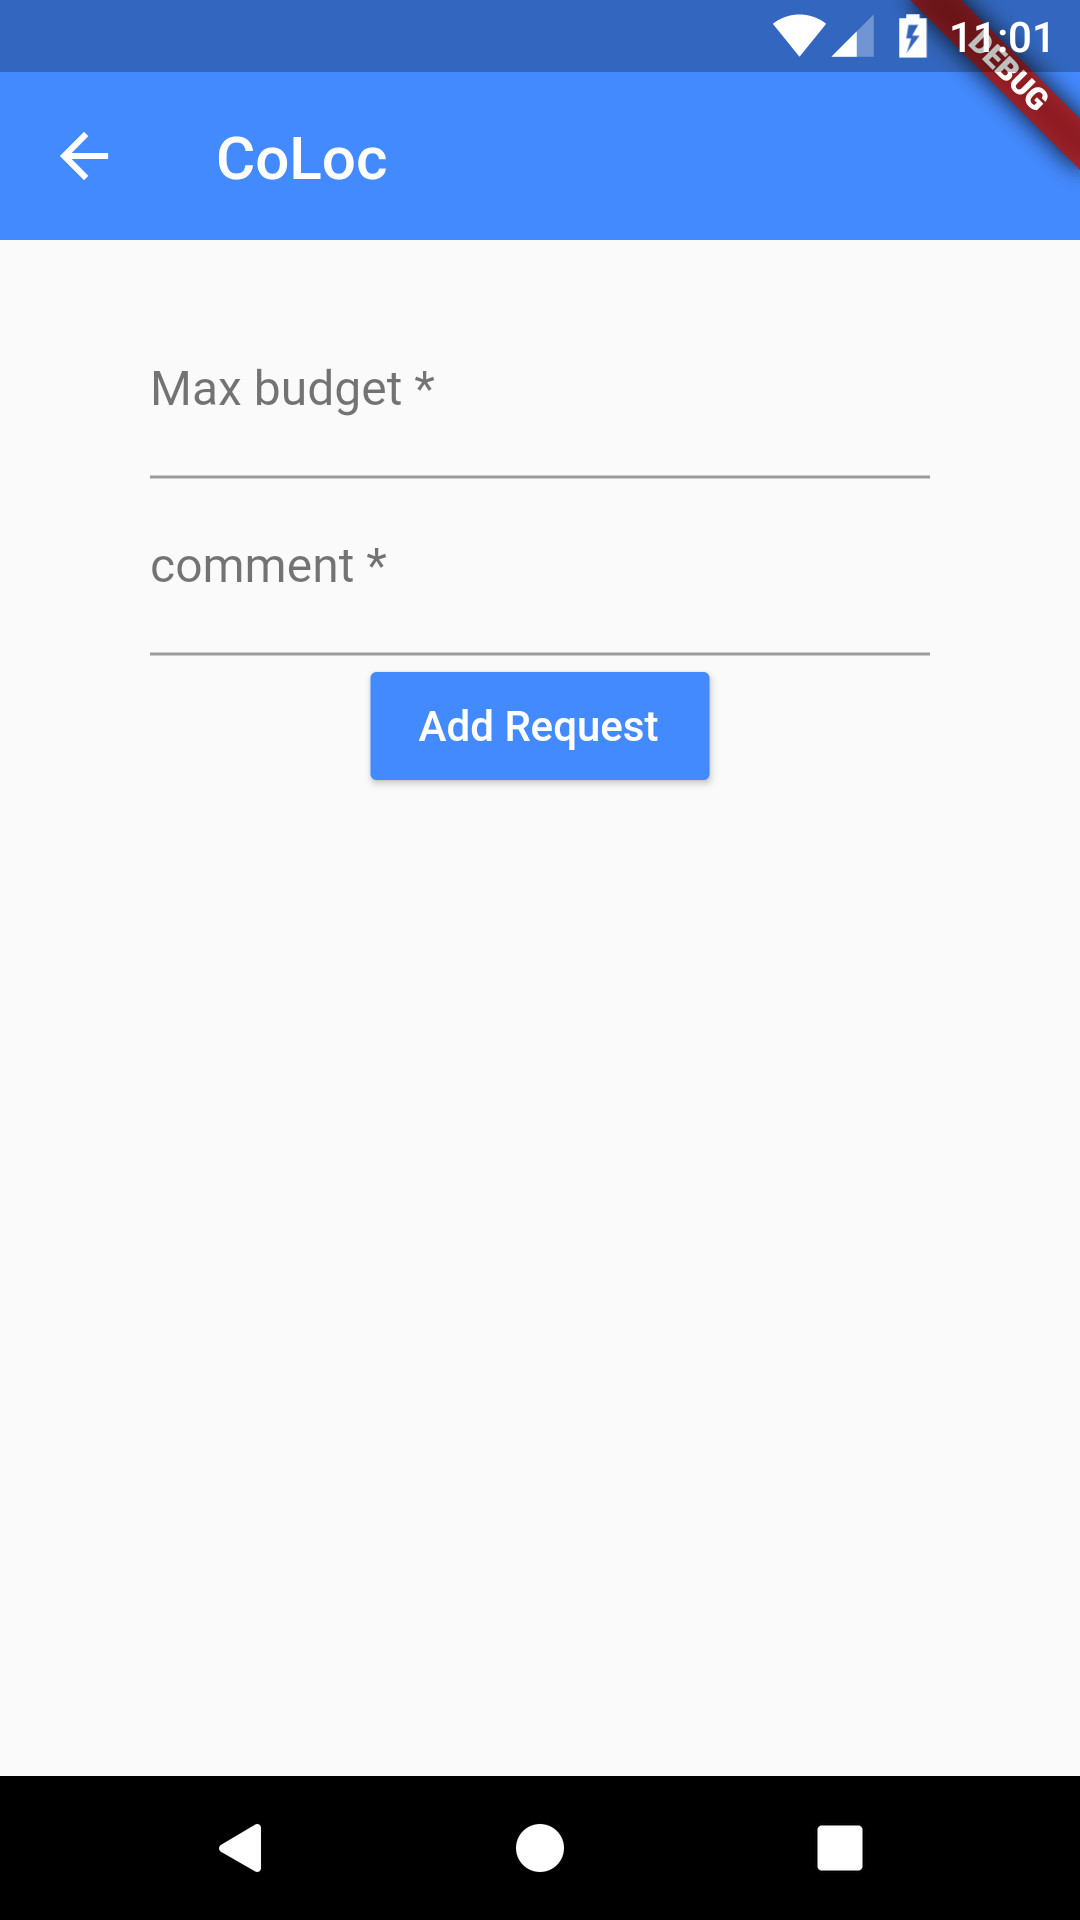 11:01
DEBUG
CoLoc
Max budget *
comment *
Add Request